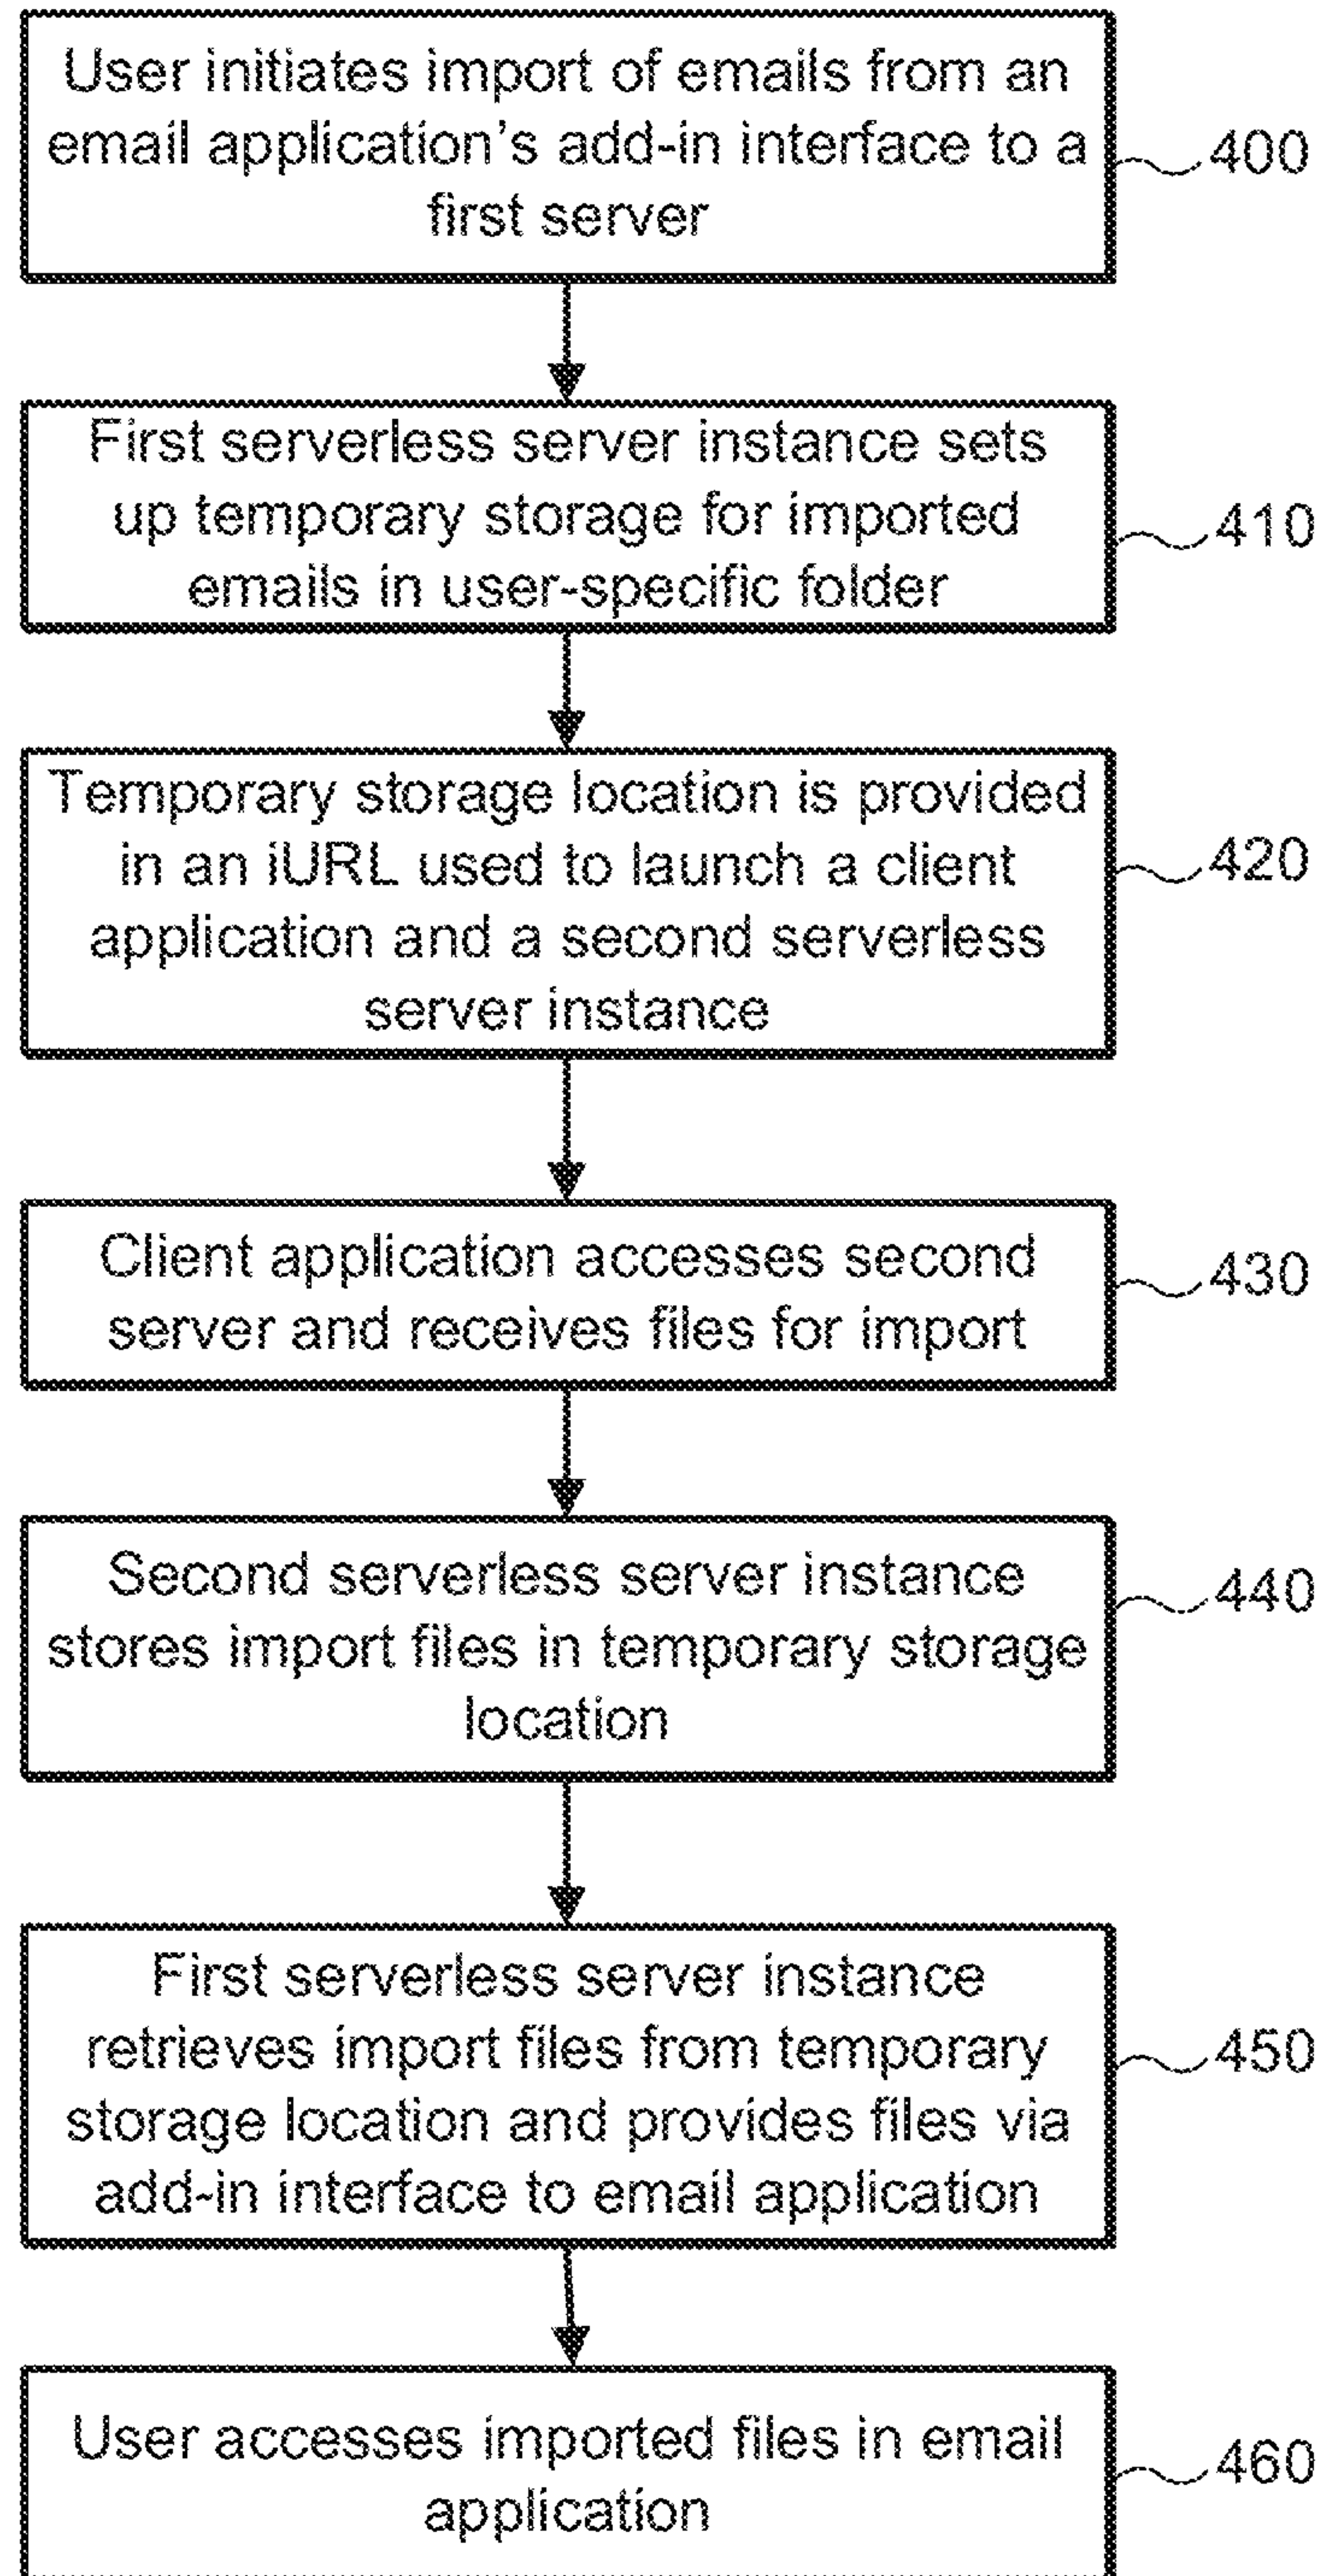 User initiates import of emails from an
email application's add-in interface to a
first server
400
First serverless server instance sets
up temporary storage for imported
emails in user-specific folder
410
Temporary storage location is provided
in an iURL used to launch a client
application and a second serverless
server instance
420
Client application accesses second
server and receives files for import
430
Second serverless server instance
stores import files in temporary storage
location
440
First serverless server instance
retrieves import files from temporary
storage location and provides files via
add-in interface to email application
450
User accesses imported files in email
application
460